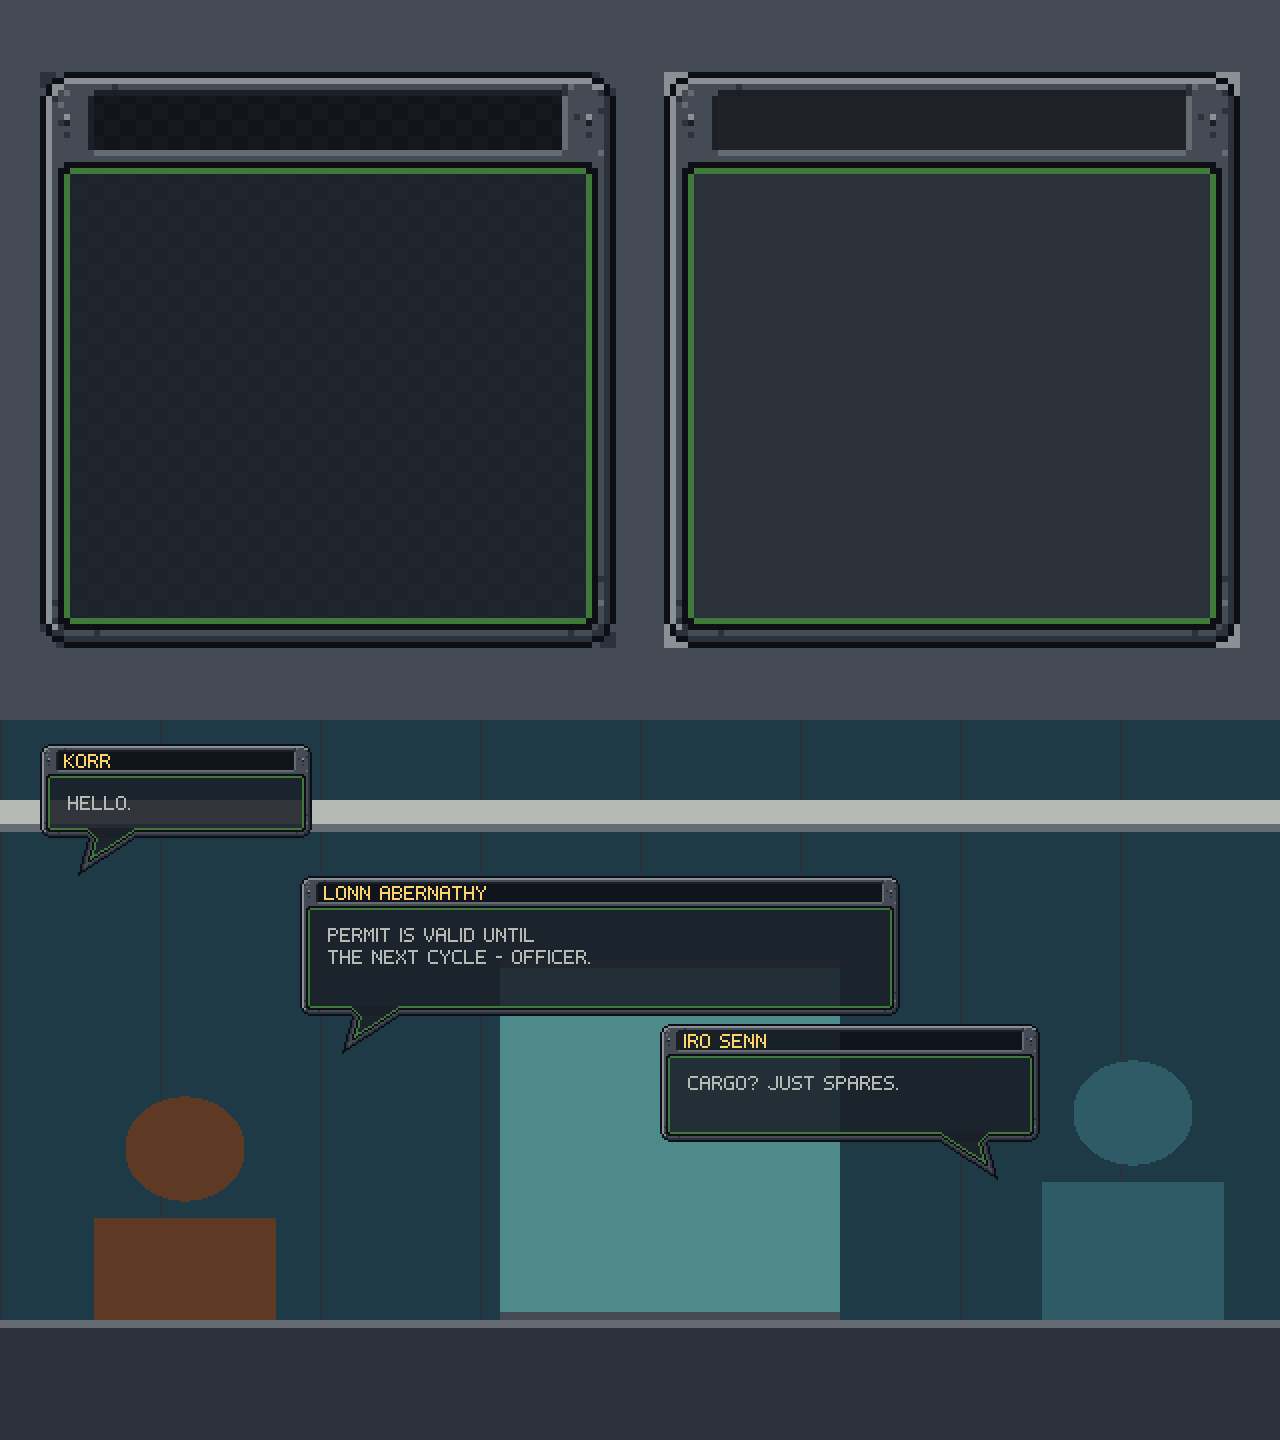 KORR
HELLO.
LONN ABERNATHY
PERMIT IS VALID UNTIL
THE NEXT CYCLE - OFFICER.
IRO SENN
CARGO? JUST SPARES.